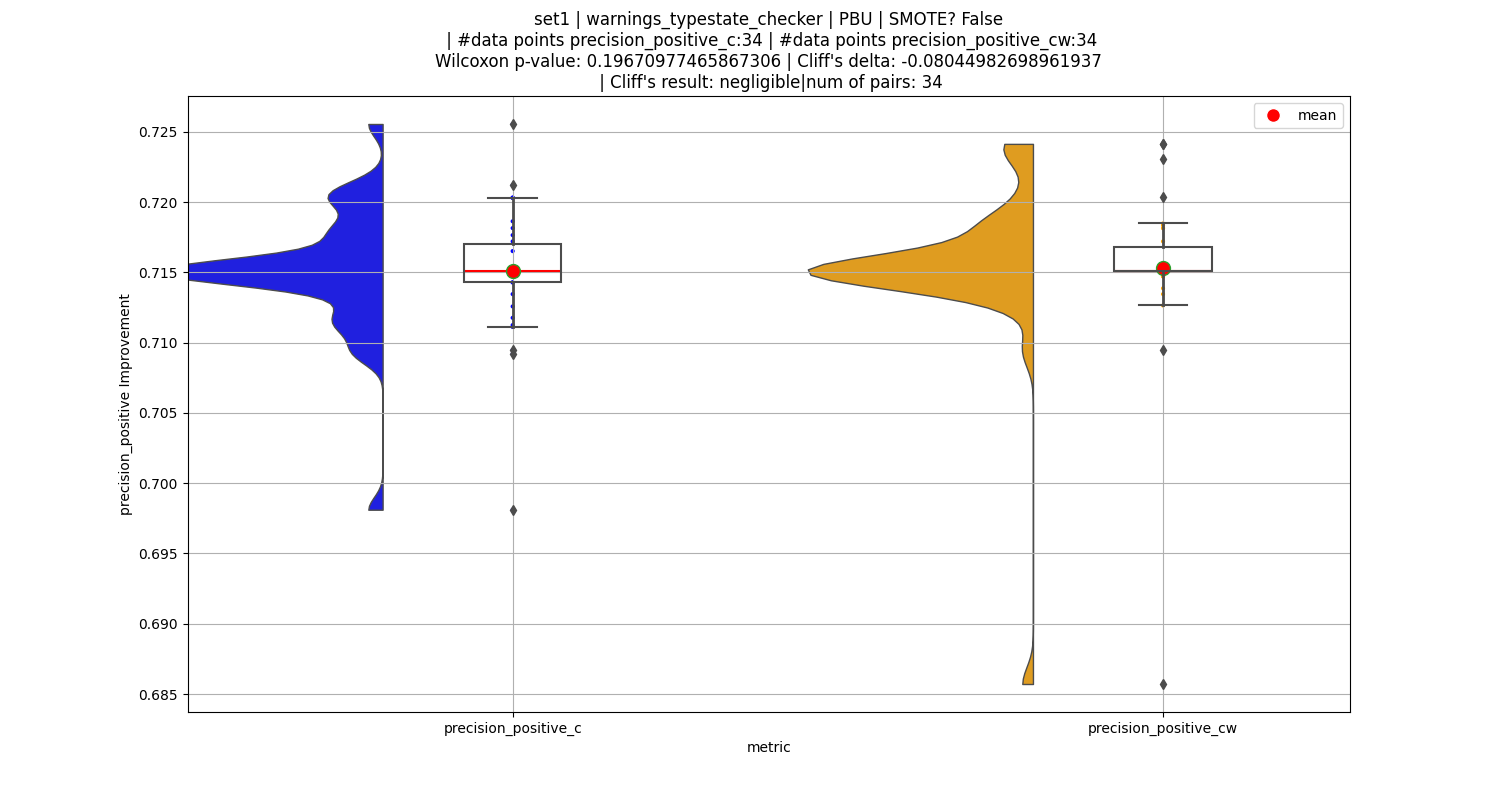 set1 | warnings_typestate_checker | PBU | SMOTE? False
| #data points precision_positive_c:34 | #data points precision_positive_cw:34
Wilcoxon p-value: 0.19670977465867306 | Cliff's delta: -0.08044982698961937
| Cliff's result: negligible|num of pairs: 34
mean
0.725
0.720
0.715
0.710
0.705
0.700
0.695
0.690
0.685
precision_positive Improvement
precision_positive_c
precision_positive_cw
metric